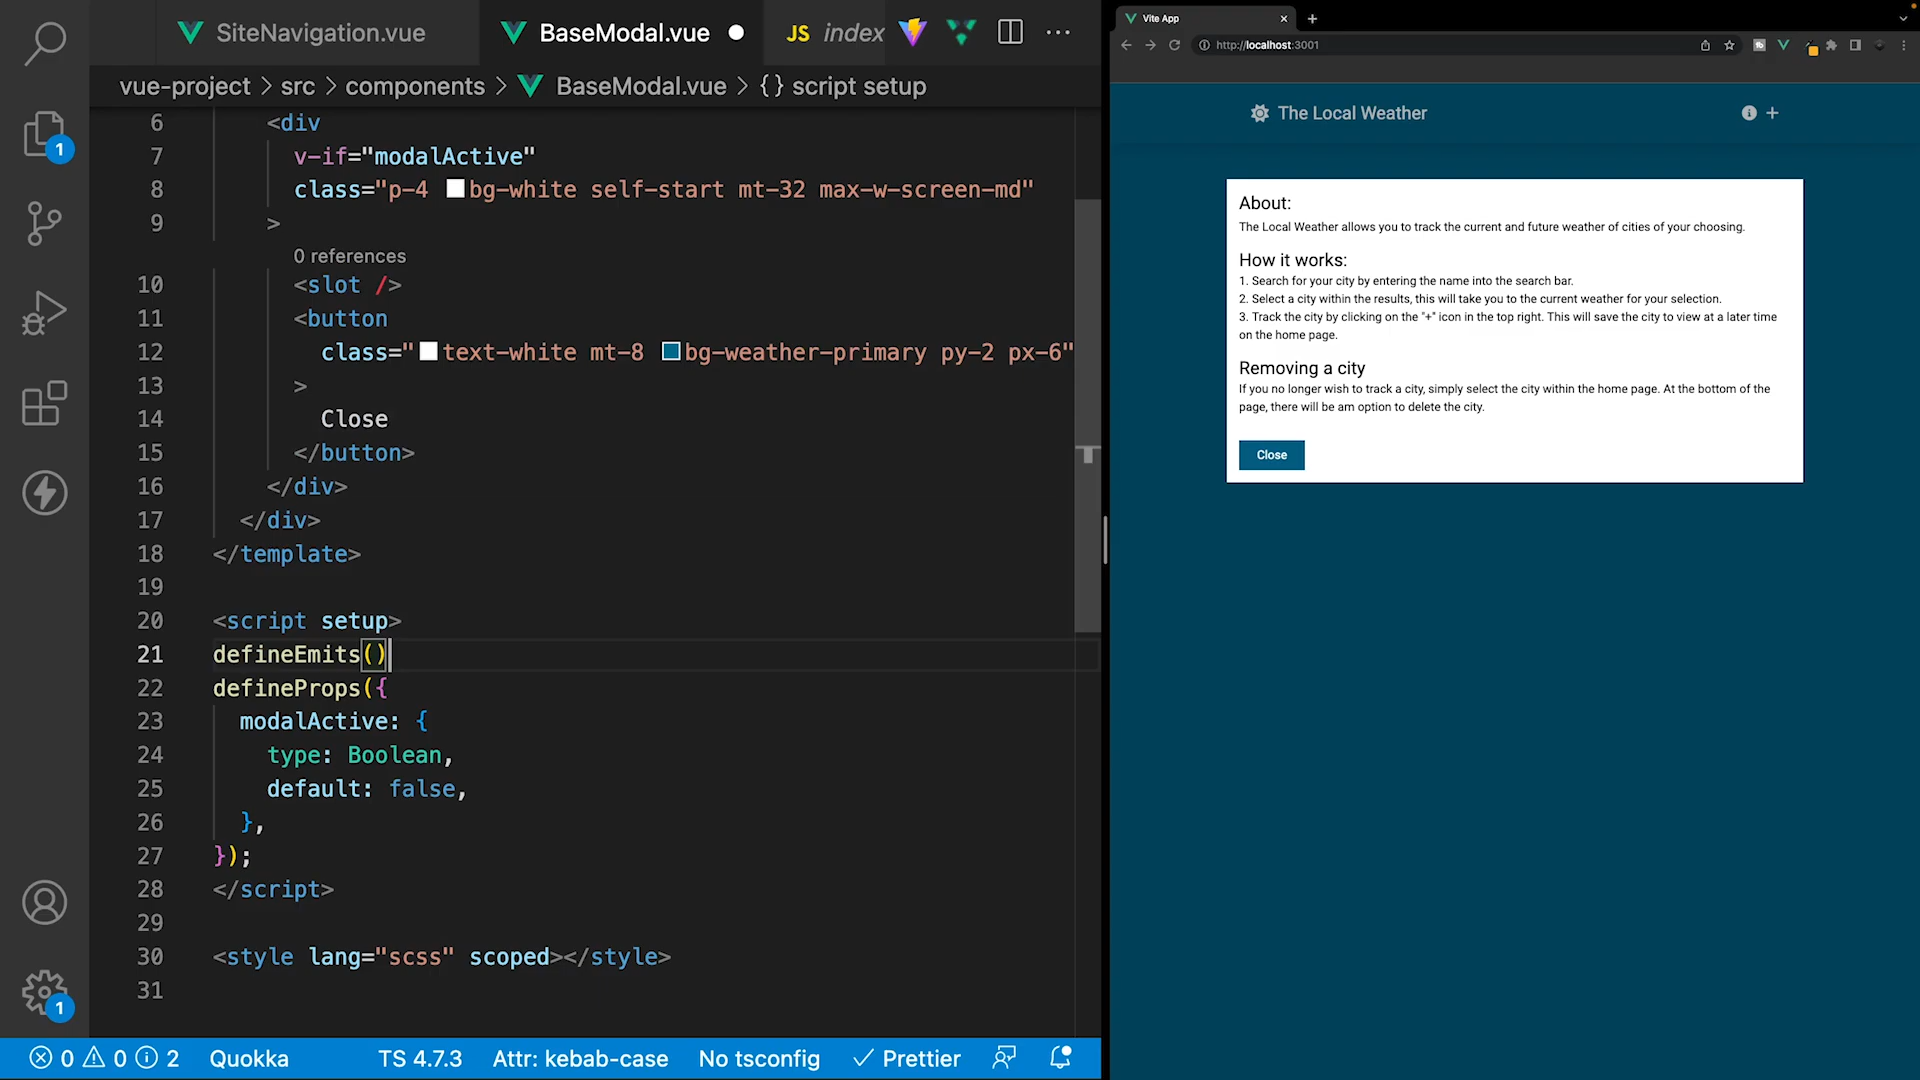 SiteNavigation.vue
BaseModal.vue
JS index
vue-project > src > components > BaseModal.vue > {} script setup
6 <div
7 v-if="modalActive"
8 class="p-4 bg-white self-start mt-32 max-w-screen-md"
9 >
0 references
10 <slot />
11 <button
12 class="text-white mt-8 bg-weather-primary py-2 px-6"
13 >
14 Close
15 </button>
16 </div>
17 </div>
18 </template>
19
20 <script setup>
21 defineEmits()
22 defineProps({
23 modalActive: {
24 type: Boolean,
25 default: false,
26 },
27 });
28 </script>
29
30 <style lang="scss" scoped></style>
31
1
1
0 0 2 Quokka TS 4.7.3 Attr: kebab-case No tsconfig Prettier
Vite App
http://localhost:3001
The Local Weather
About:
The Local Weather allows you to track the current and future weather of cities of your choosing.
How it works:
1. Search for your city by entering the name into the search bar.
2. Select a city within the results, this will take you to the current weather for your selection.
3. Track the city by clicking on the "+" icon in the top right. This will save the city to view at a later time
on the home page.
Removing a city
If you no longer wish to track a city, simply select the city within the home page. At the bottom of the
page, there will be am option to delete the city.
Close